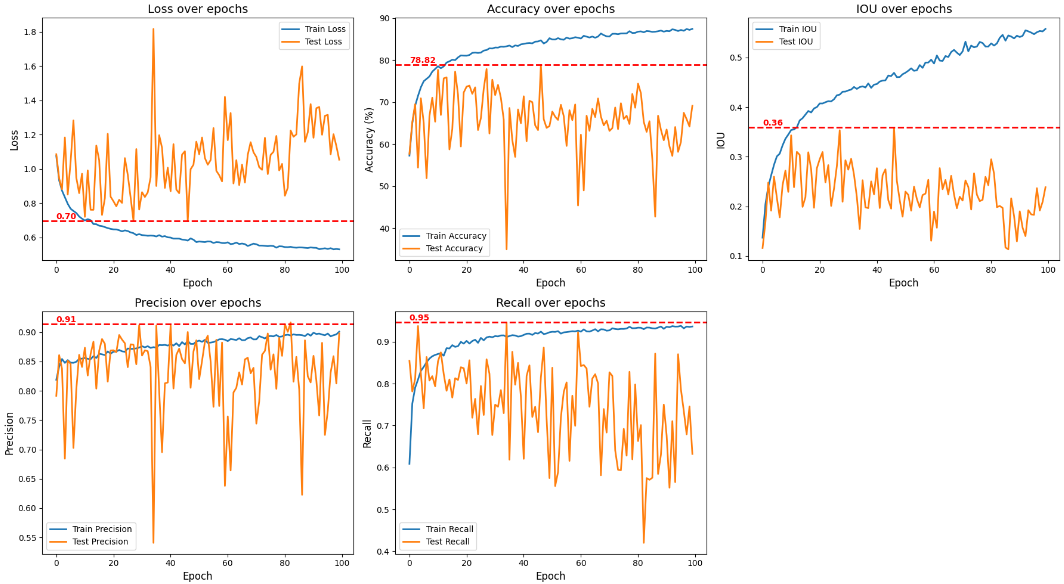 Loss over epochs
1.8
1.6
1.4
1.2
1.0
0.8
0.6
Loss
0.70
Train Loss
Test Loss
0
20
40
60
80
100
Epoch
Accuracy over epochs
90
80
70
60
50
40
Accuracy (%)
78.82
Train Accuracy
Test Accuracy
0
20
40
60
80
100
Epoch
IOU over epochs
0.5
0.4
0.3
0.2
0.1
IOU
0.36
Train IOU
Test IOU
0
20
40
60
80
100
Epoch
Precision over epochs
0.90
0.85
0.80
0.75
0.70
0.65
0.60
0.55
Precision
0.91
Train Precision
Test Precision
0
20
40
60
80
100
Epoch
Recall over epochs
0.9
0.8
0.7
0.6
0.5
0.4
Recall
0.95
Train Recall
Test Recall
0
20
40
60
80
100
Epoch